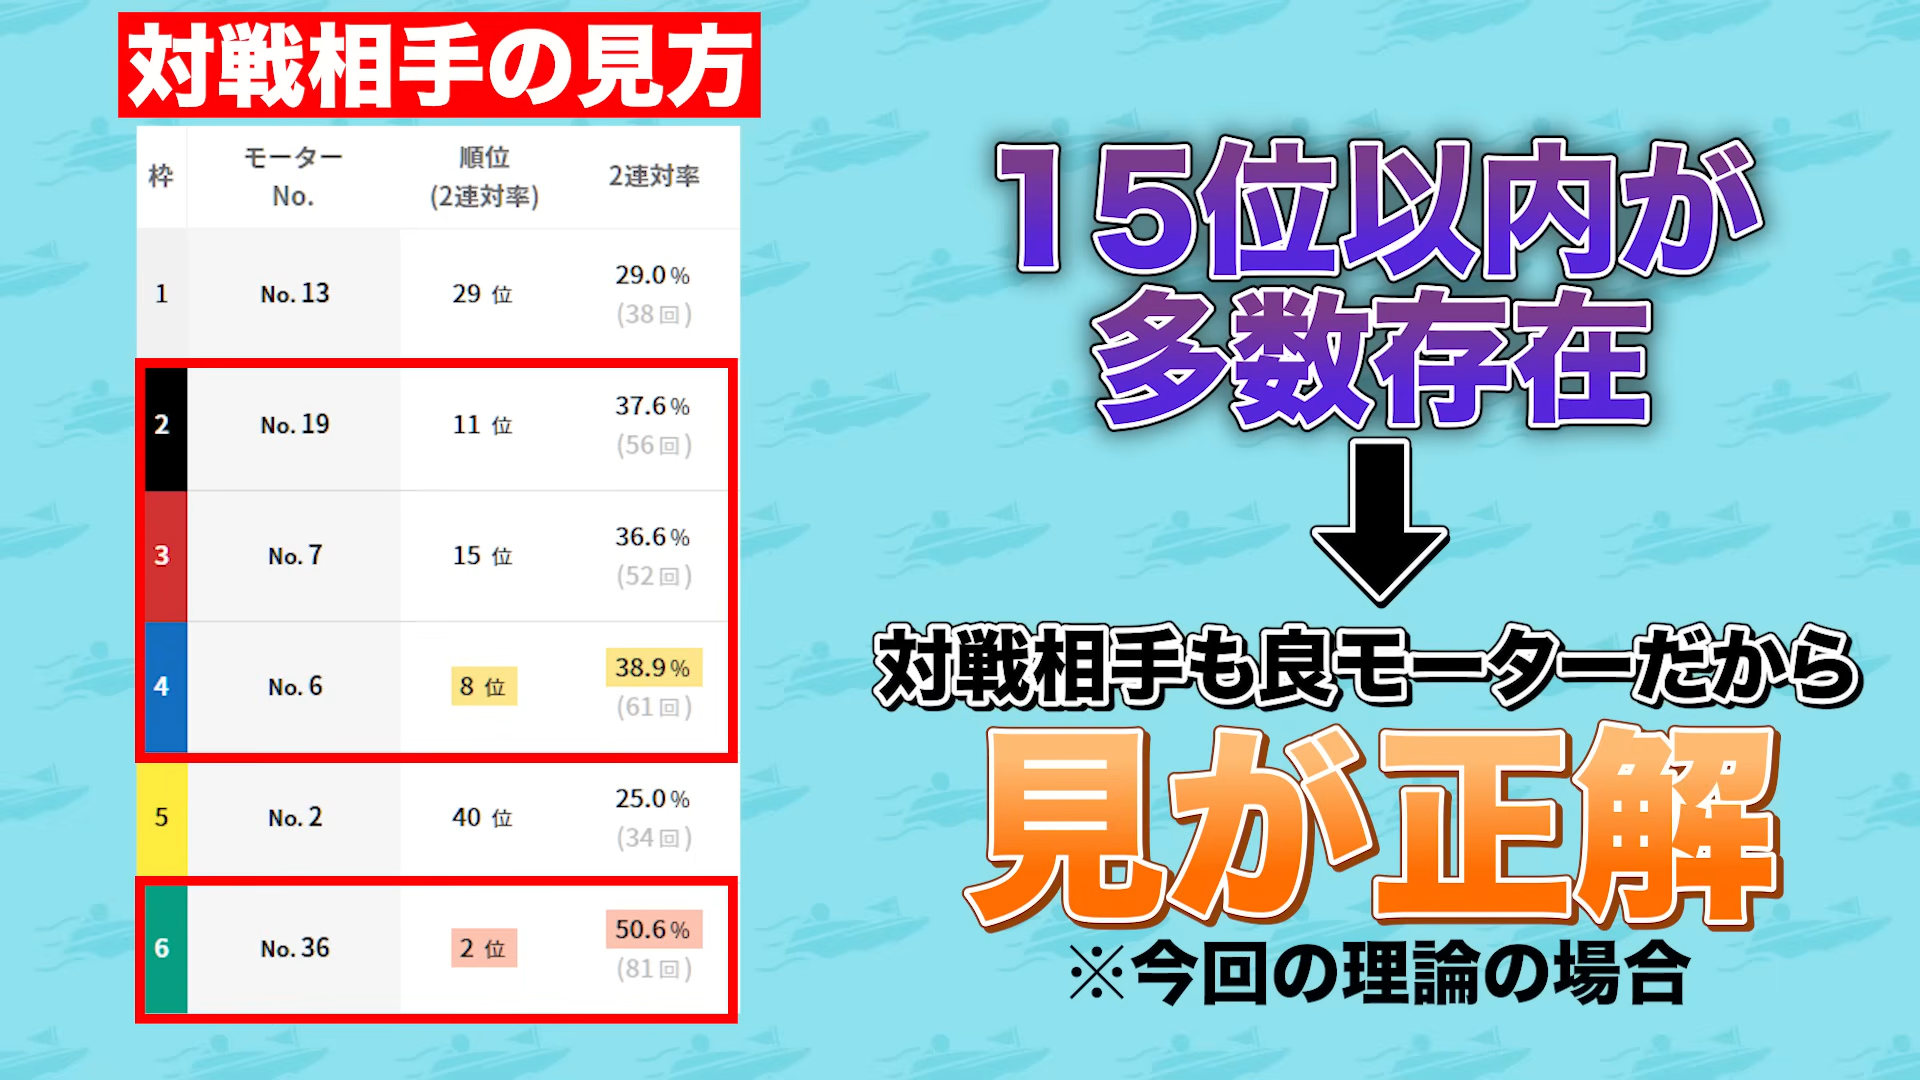 対戦相手の見方
枠 モーターNo. 順位(2連対率) 2連対率
1 No. 13 29 位 29.0% (38回)
2 No. 19 11 位 37.6% (56回)
3 No. 7 15 位 36.6% (52回)
4 No. 6 8 位 38.9% (61回)
5 No. 2 40 位 25.0% (34回)
6 No. 36 2 位 50.6% (81回)
15位以内が
多数存在
対戦相手も良モーターだから
見が正解
※今回の理論の場合